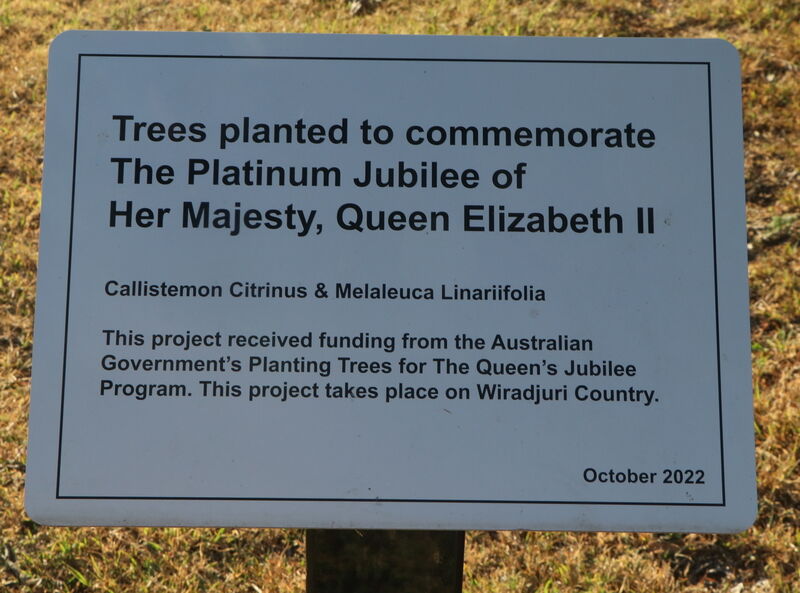 Trees planted to commemorate
The Platinum Jubilee of
Her Majesty, Queen Elizabeth II
Callistemon Citrinus & Melaleuca Linariifolia
This project received funding from the Australian
Government's Planting Trees for The Queen's Jubilee
Program. This project takes place on Wiradjuri Country.
October 2022